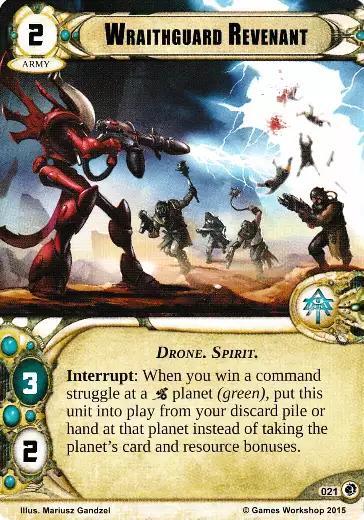 2
WRAITHGUARD REVENANT
ARMY
DRONE. SPIRIT.
3
Interrupt: When you win a command
struggle at a planet (green), put this
unit into play from your discard pile or
hand at that planet instead of taking the
planet's card and resource bonuses.
2
021
Illus. Mariusz Gandzel
© Games Workshop 2015